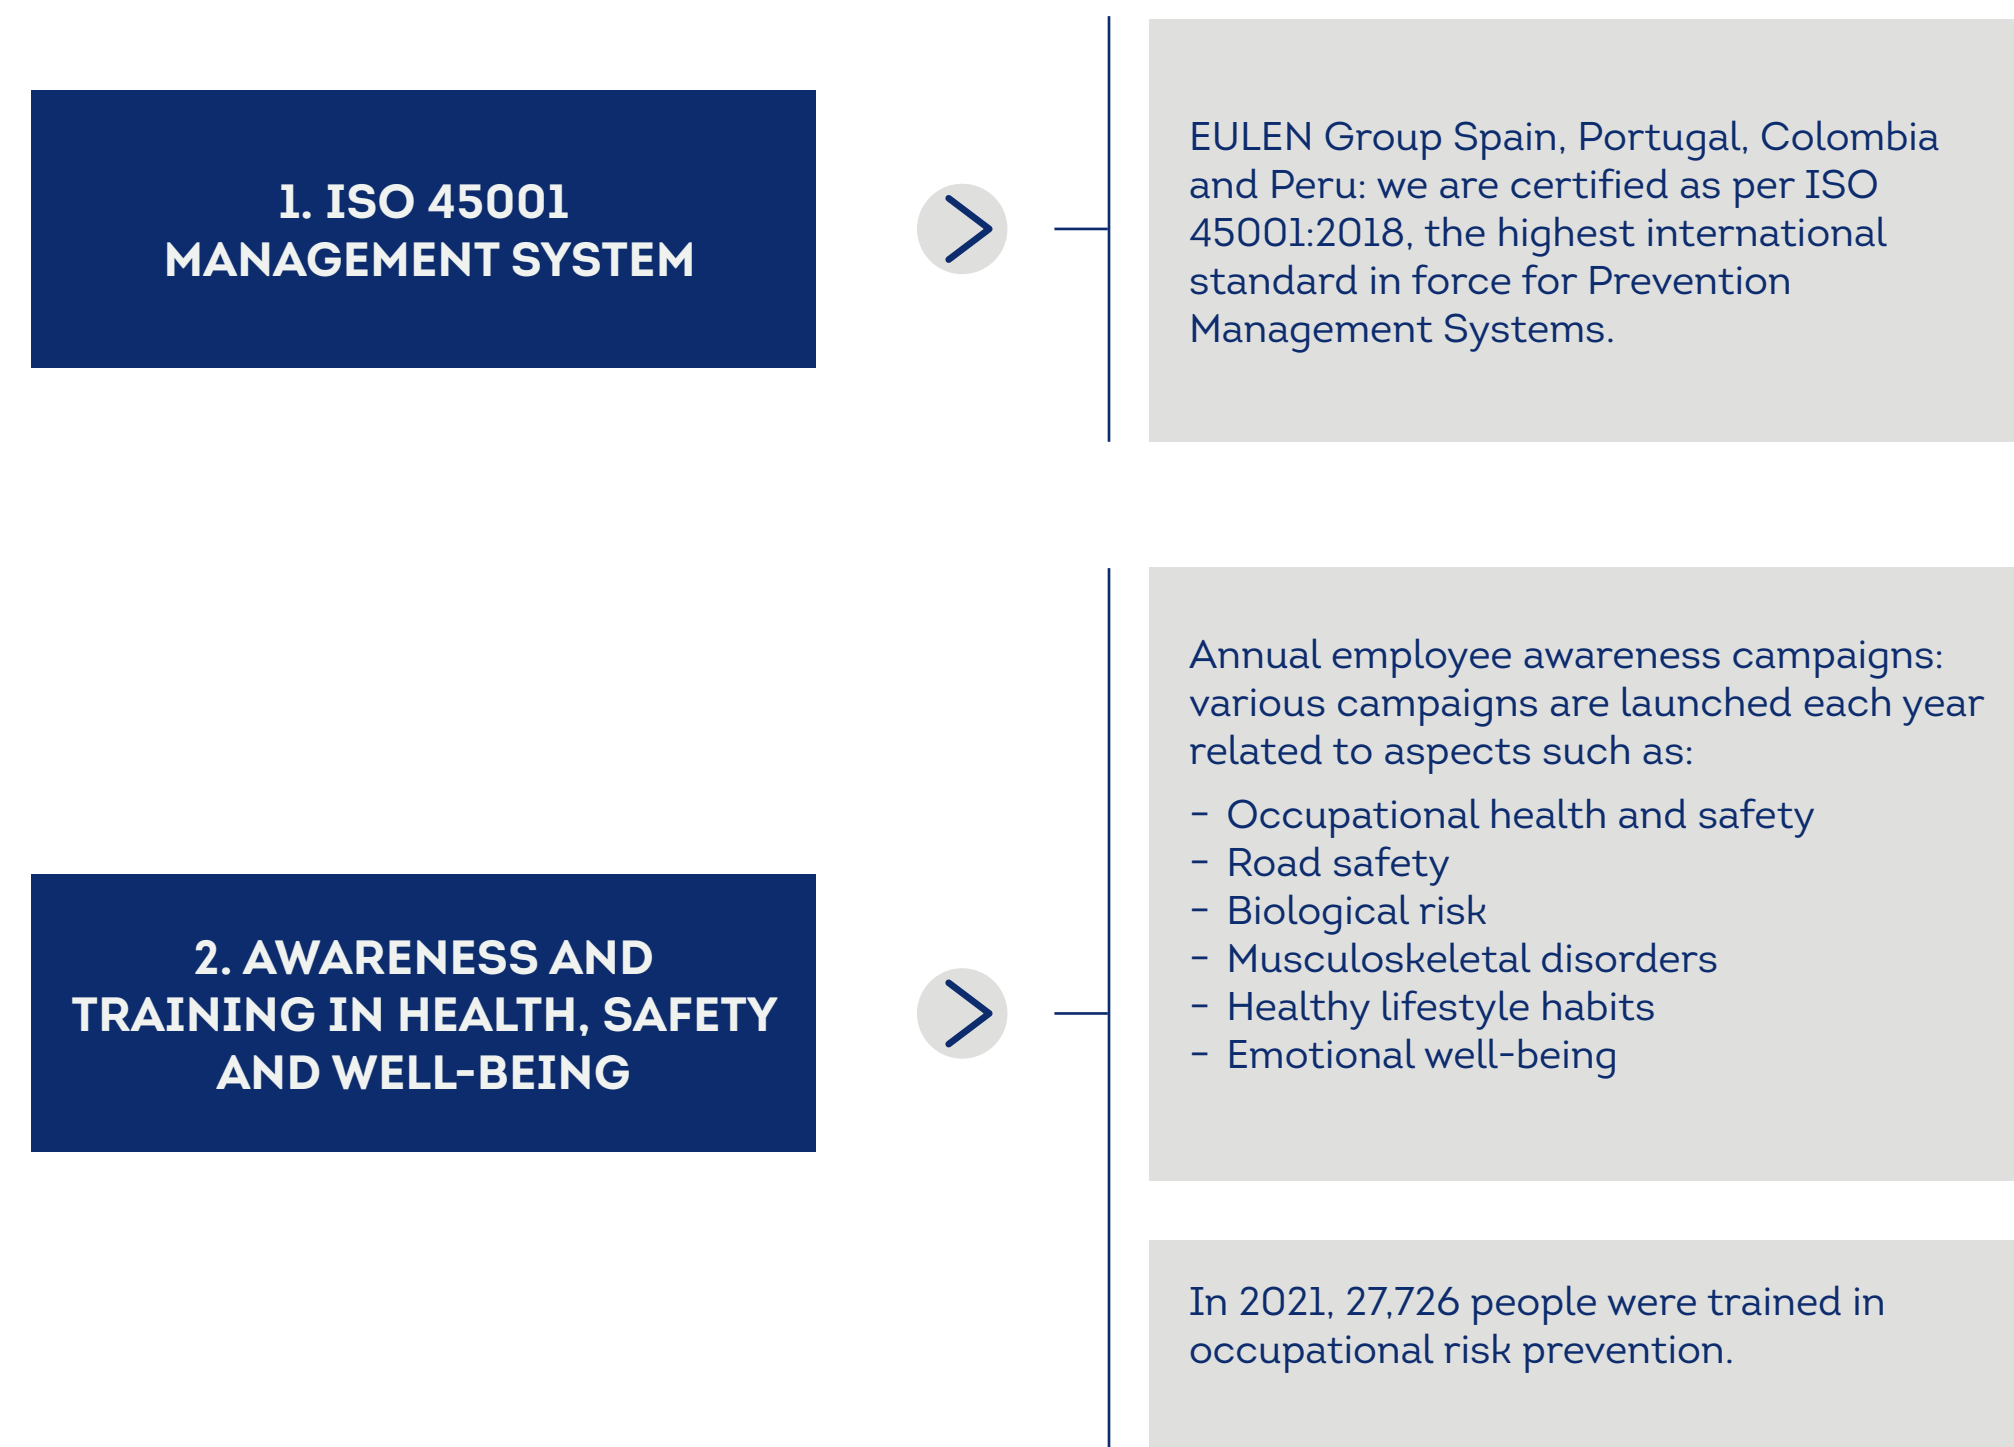 1. ISO 45001
MANAGEMENT SYSTEM
EULEN Group Spain, Portugal, Colombia
and Peru: we are certified as per ISO
45001:2018, the highest international
standard in force for Prevention
Management Systems.
2. AWARENESS AND
TRAINING IN HEALTH, SAFETY
AND WELL-BEING
Annual employee awareness campaigns:
various campaigns are launched each year
related to aspects such as:
- Occupational health and safety
- Road safety
- Biological risk
- Musculoskeletal disorders
- Healthy lifestyle habits
- Emotional well-being
In 2021, 27,726 people were trained in
occupational risk prevention.